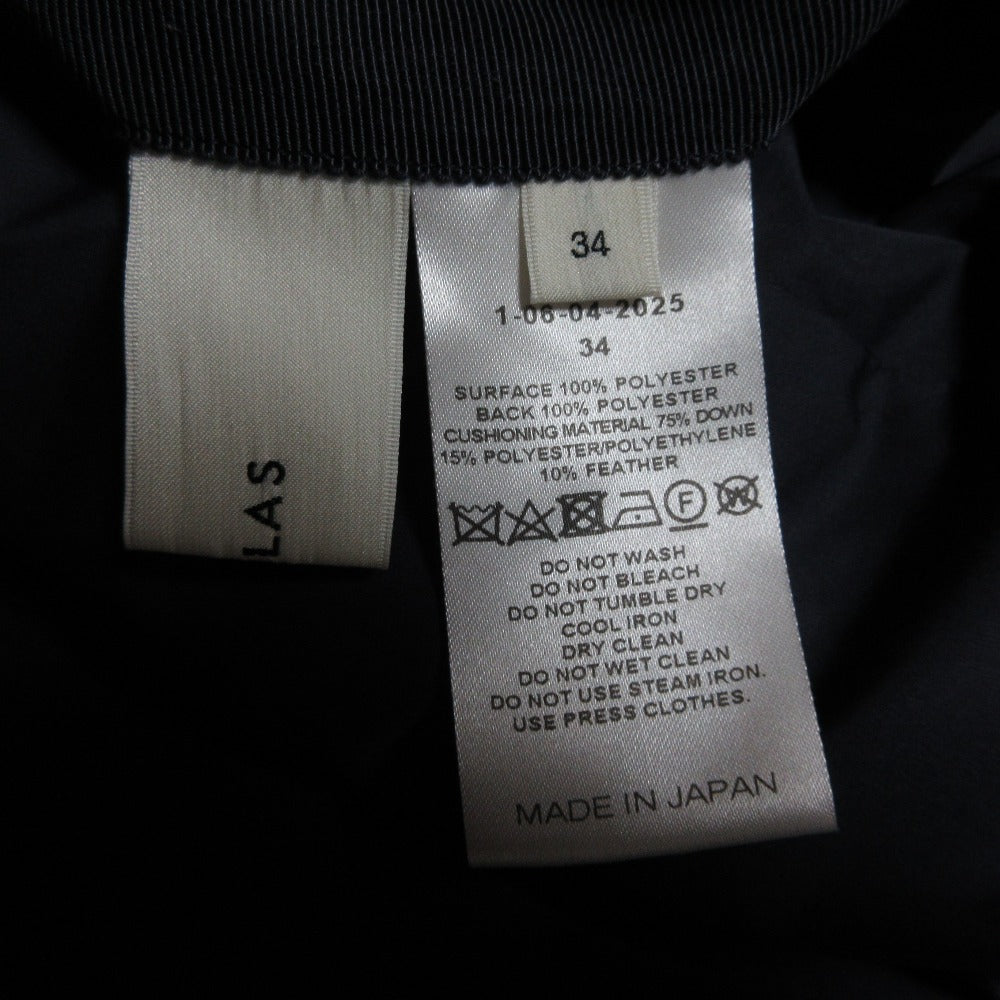 34
1-06-04-2025
34
SURFACE 100% POLYESTER
BACK 100% POLYESTER
CUSHIONING MATERIAL 75% DOWN
15% POLYESTER/POLYETHYLENE
10% FEATHER
F
W
DO NOT WASH
DO NOT BLEACH
DO NOT TUMBLE DRY
COOL IRON
DRY CLEAN
DO NOT WET CLEAN
DO NOT USE STEAM IRON.
USE PRESS CLOTHES.
MADE IN JAPAN
LAS